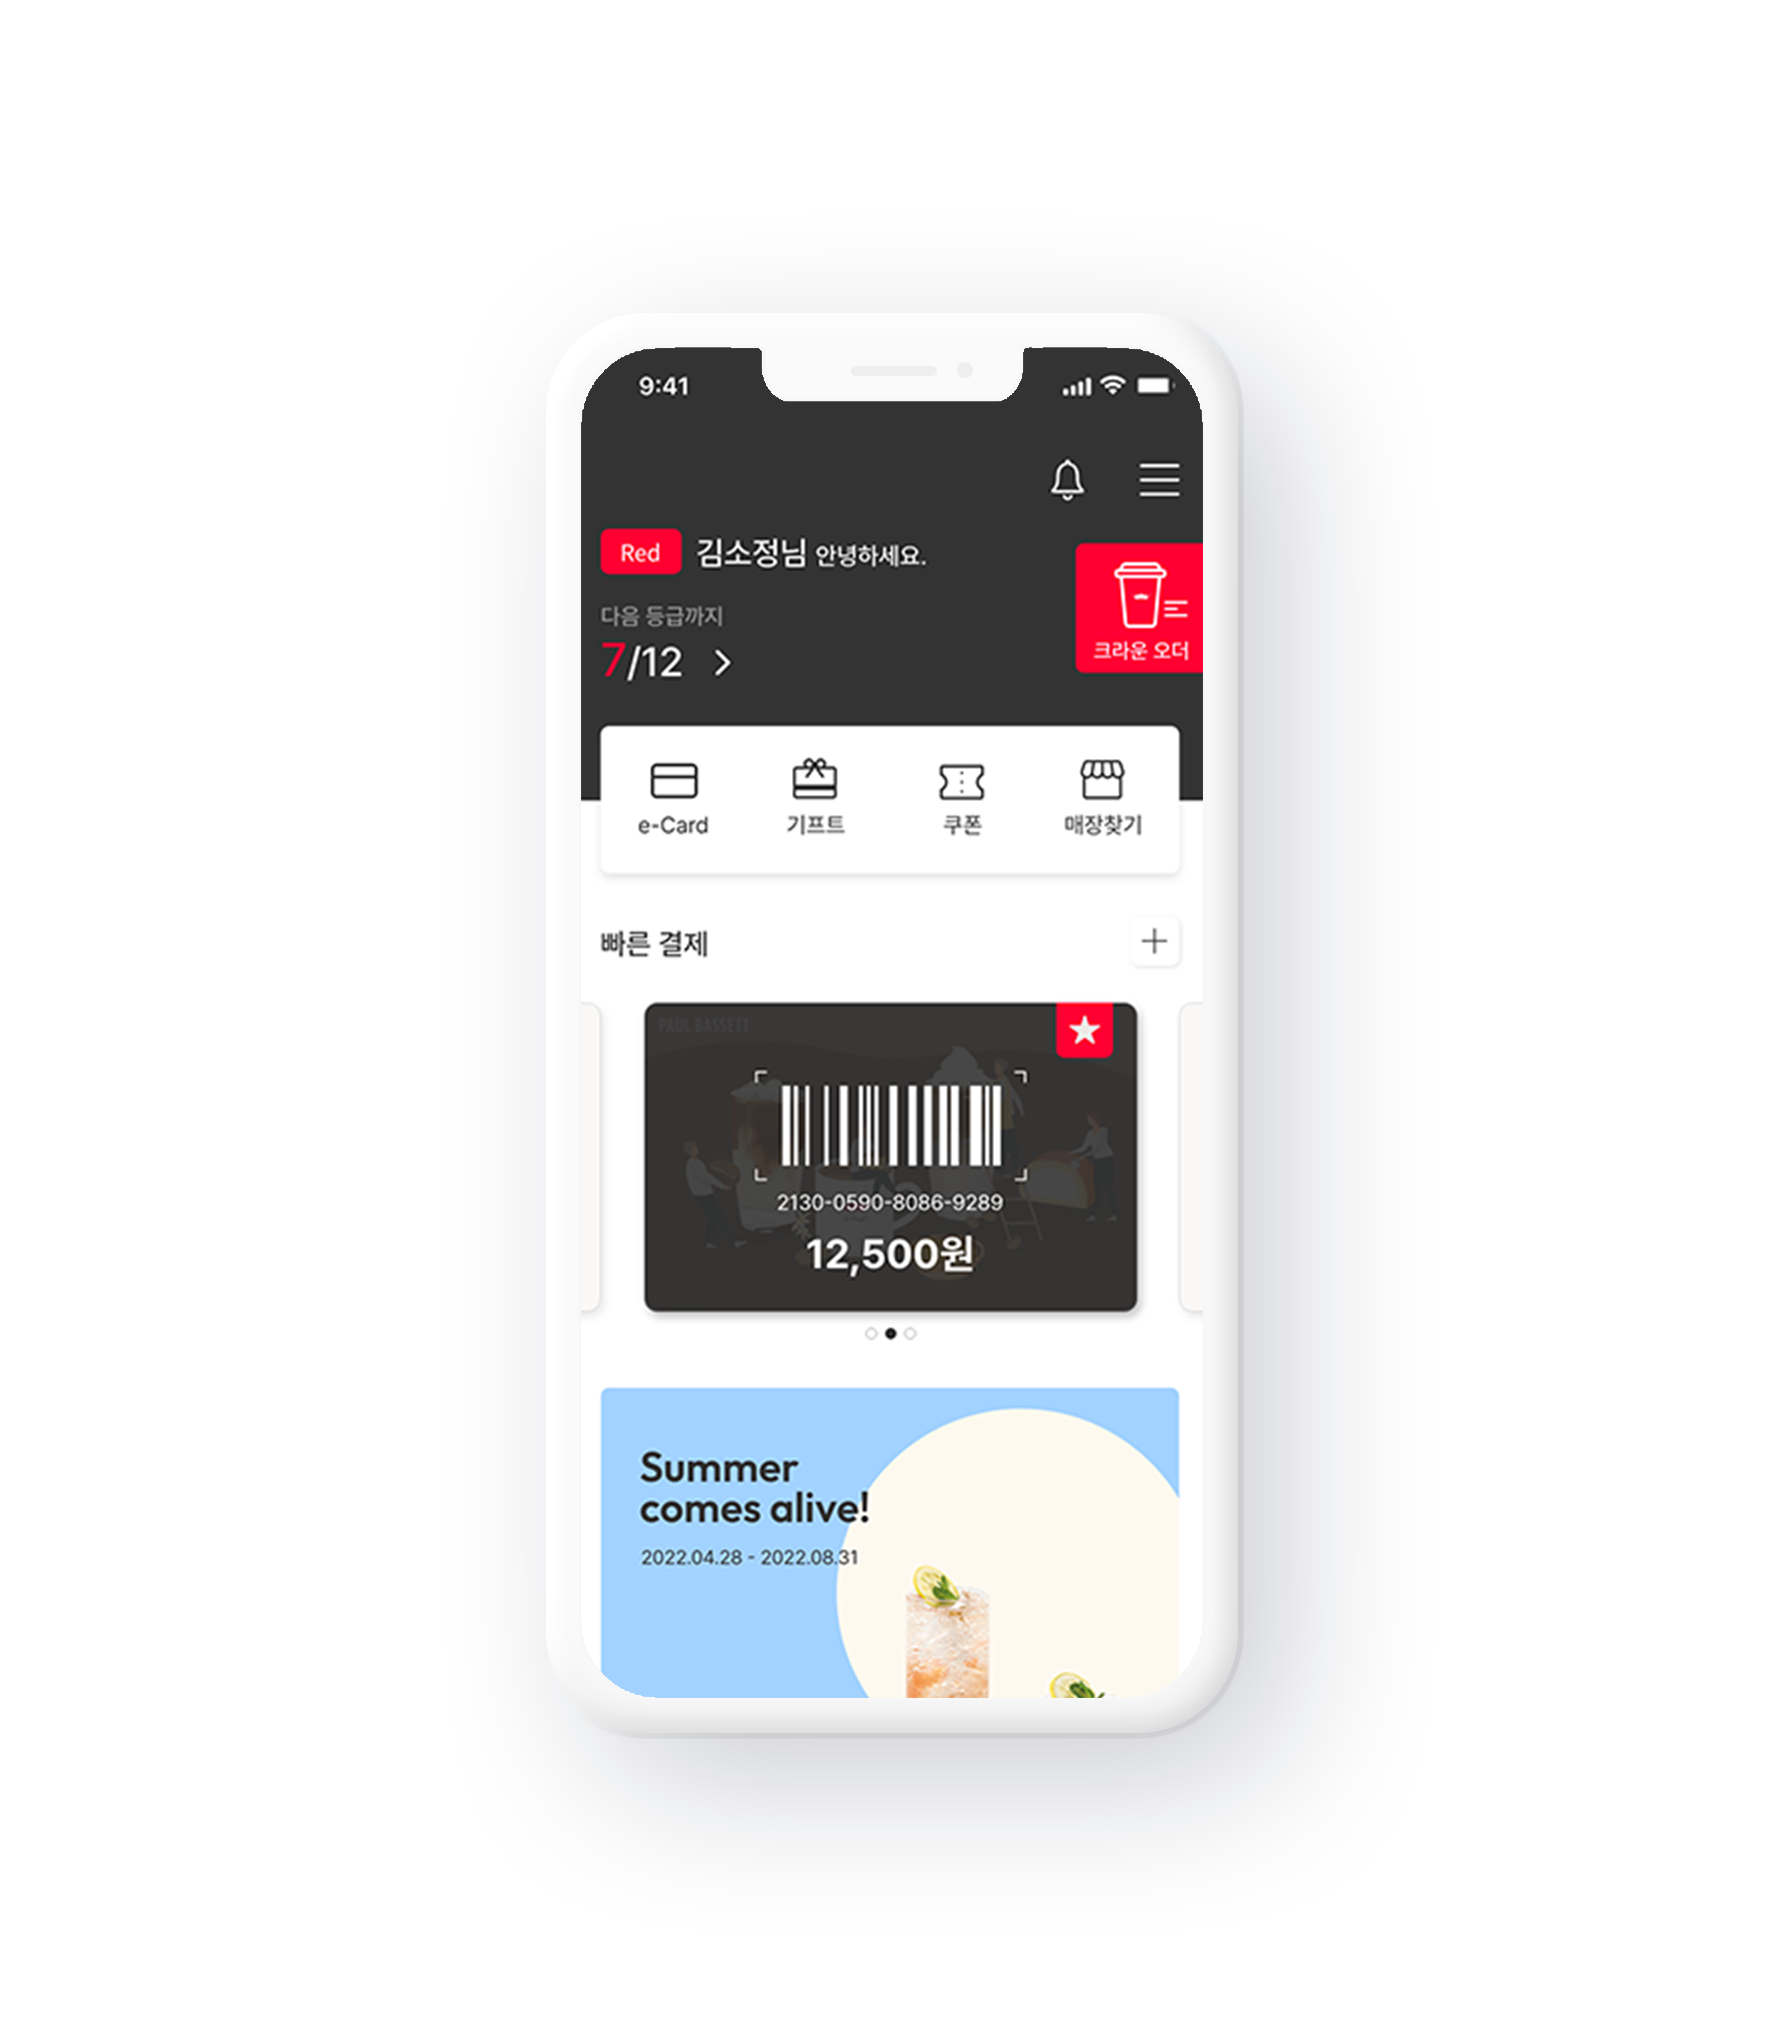 9:41
Red 김소정님 안녕하세요.
다음 등급까지
7/12
크라운 오더
e-Card 기프트 쿠폰 매장찾기
빠른 결제
PAUL BASSETT
2130-0590-8086-9289
12,500원
Summer
comes alive!
2022.04.28 - 2022.08.31